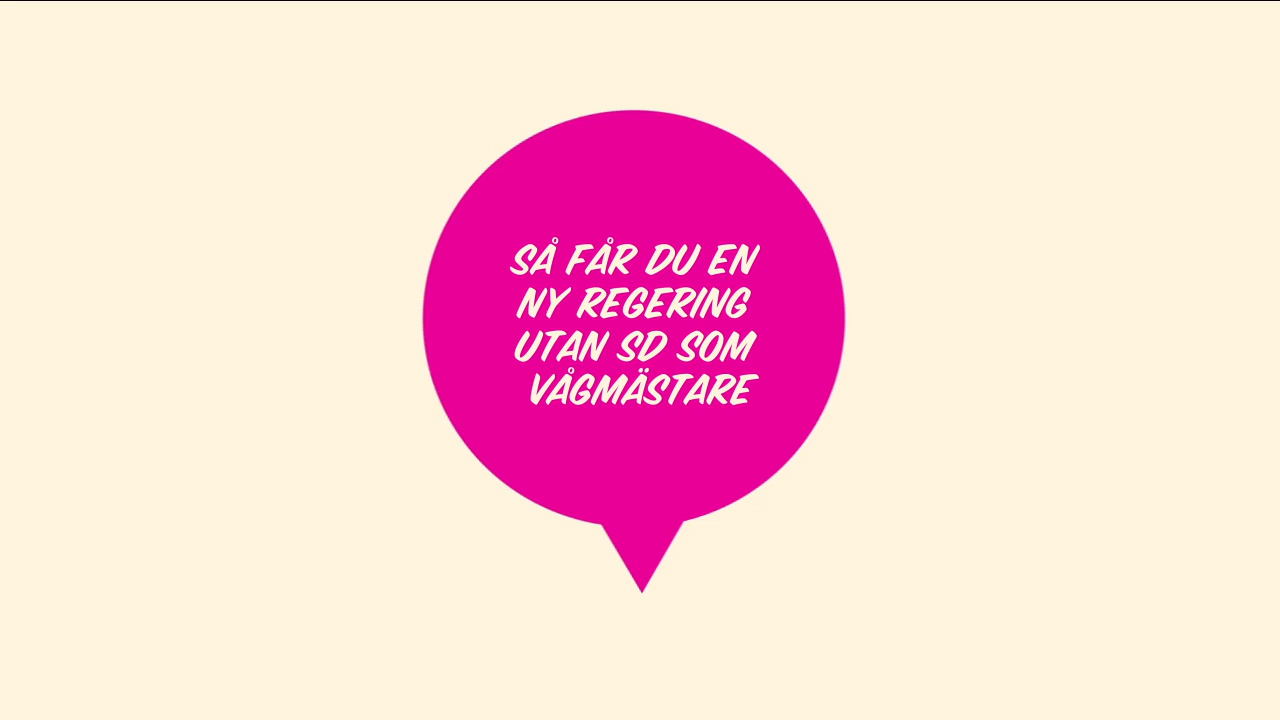 SÅ FÅR DU EN
NY REGERING
UTAN SD SOM
VÅGMÄSTARE